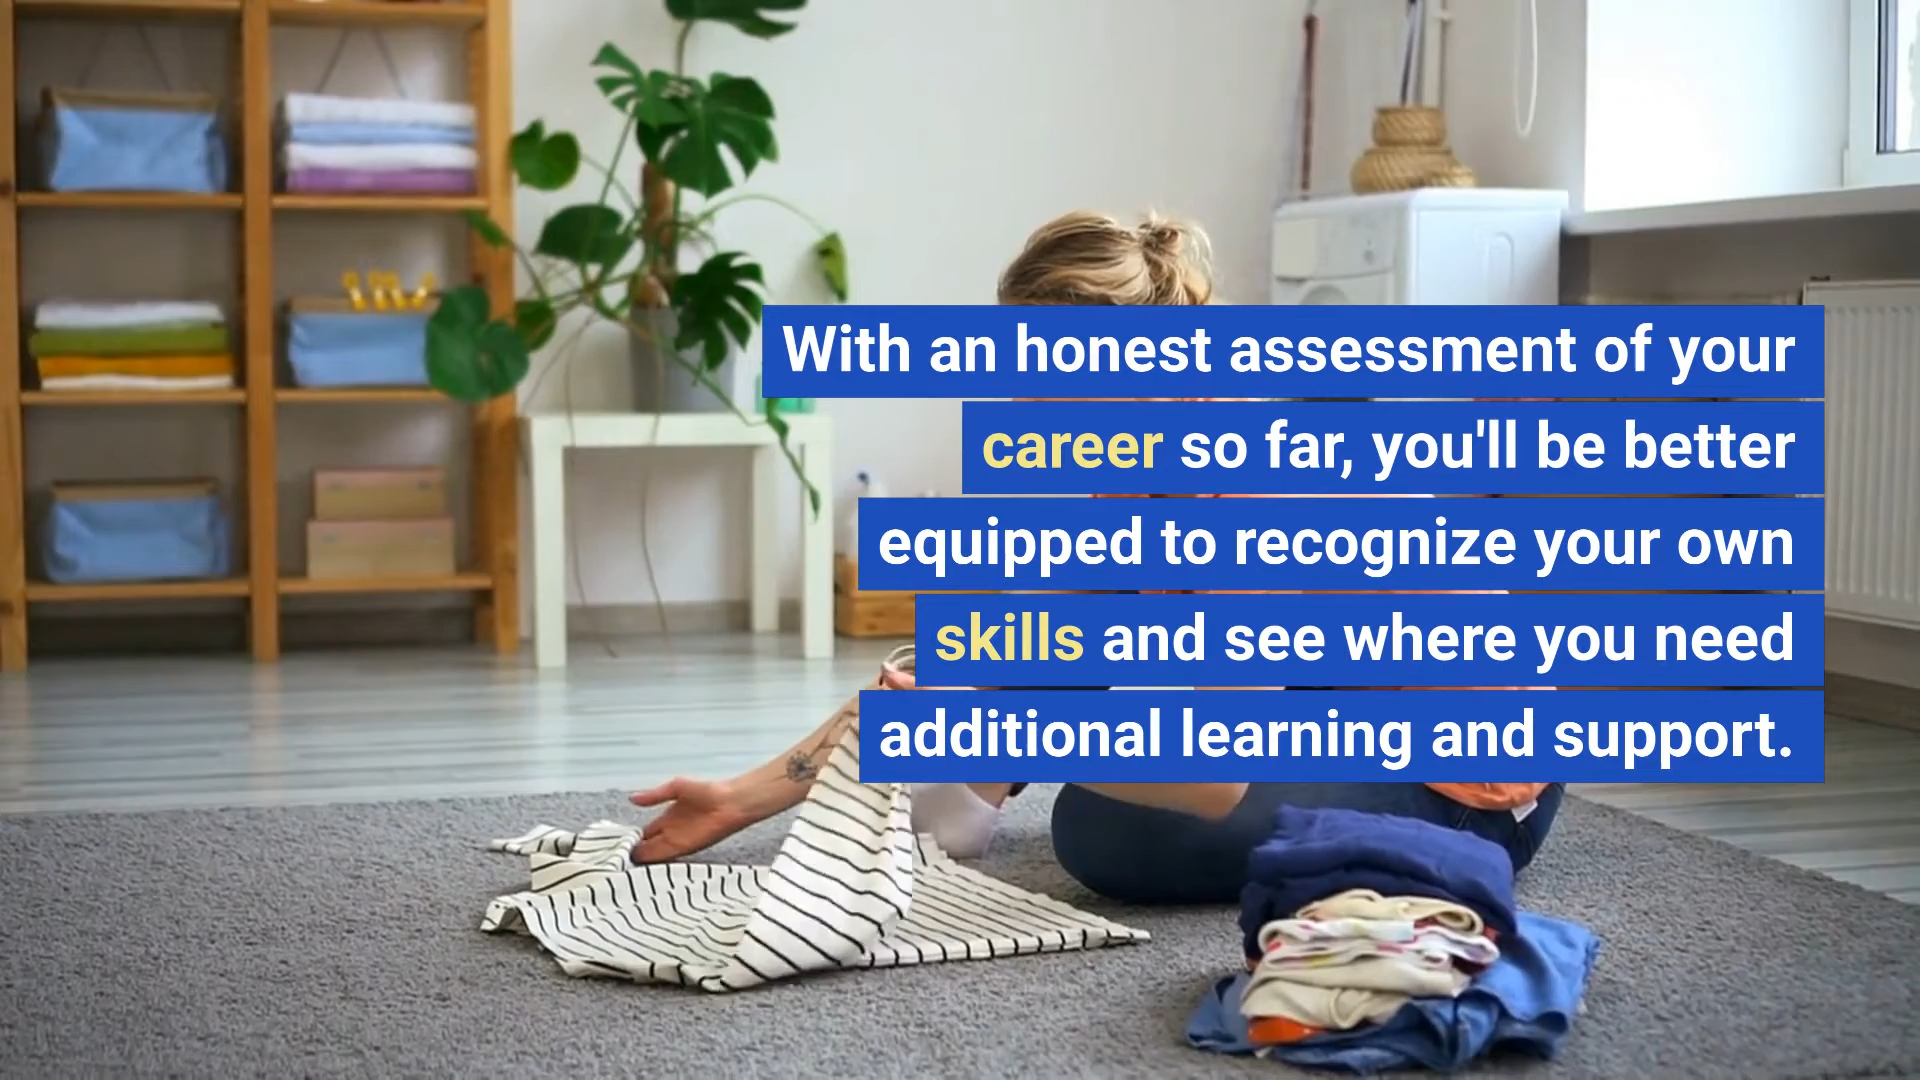 With an honest assessment of your
career so far, you'll be better
equipped to recognize your own
skills and see where you need
additional learning and support.